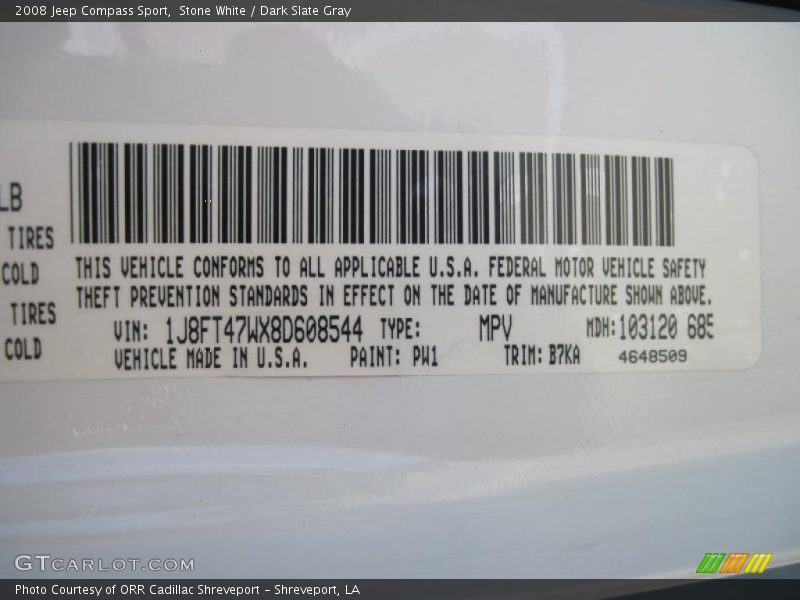 2008 Jeep Compass Sport,  Stone White / Dark Slate Gray
LB
TIRES
COLD
TIRES
COLD
THIS VEHICLE CONFORMS TO ALL APPLICABLE U.S.A. FEDERAL MOTOR VEHICLE SAFETY
THEFT PREVENTION STANDARDS IN EFFECT ON THE DATE OF MANUFACTURE SHOWN ABOVE.
VIN: 1J8FT47WX8D608544 TYPE: MPV MDH:103120 685
VEHICLE MADE IN U.S.A. PAINT: PW1 TRIM: B7KA 4648509
GTCARLOT.COM
Photo Courtesy of ORR Cadillac Shreveport – Shreveport, LA